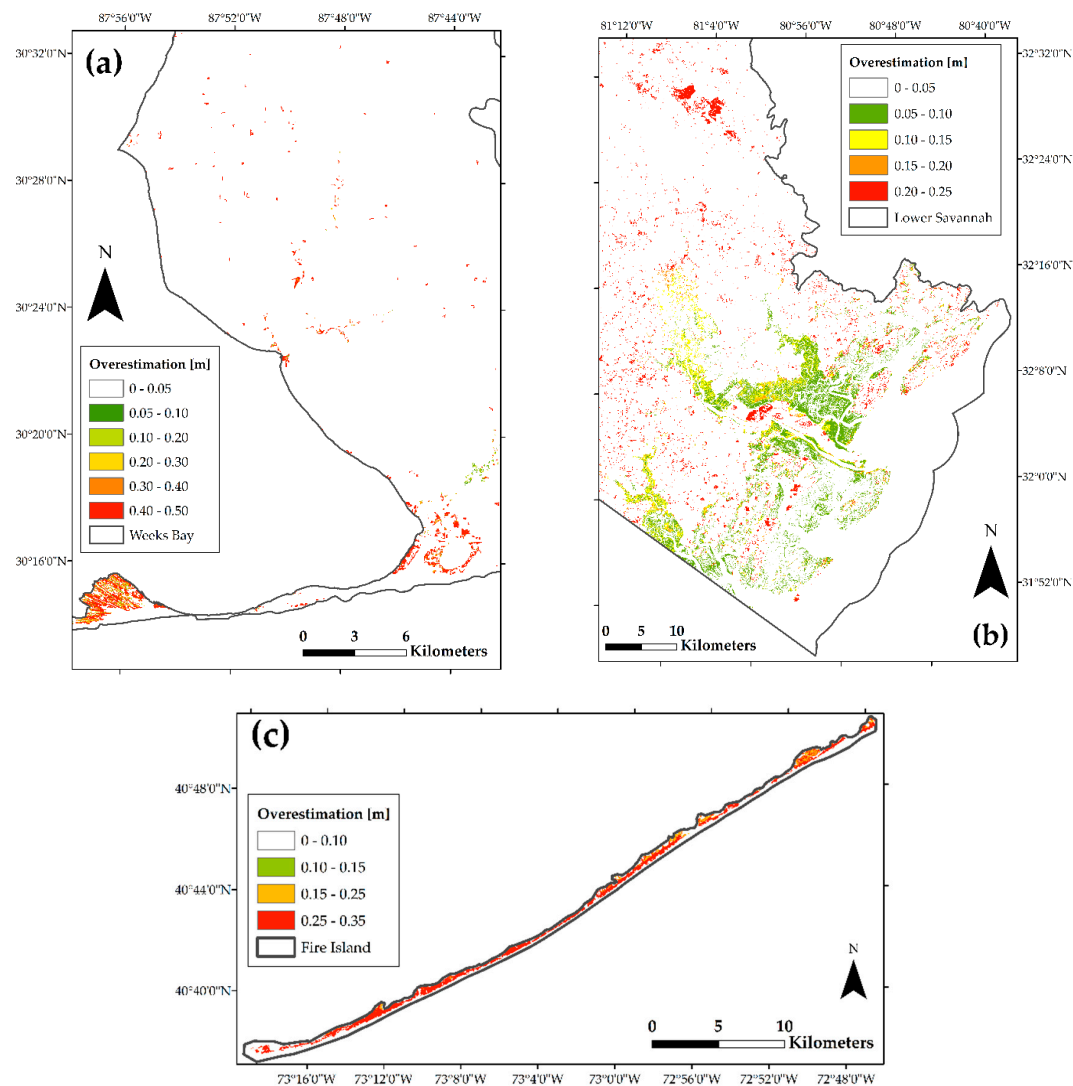 87°56'0"W 87°52'0"W 87°48'0"W 87°44'0"W
30°32'0"N
30°28'0"N
30°24'0"N
30°20'0"N
30°16'0"N
(a)
N
Overestimation [m]
0 - 0.05
0.05 - 0.10
0.10 - 0.20
0.20 - 0.30
0.30 - 0.40
0.40 - 0.50
Weeks Bay
0 3 6
Kilometers
81°12'0"W 81°4'0"W 80°56'0"W 80°48'0"W 80°40'0"W
32°32'0"N
32°24'0"N
32°16'0"N
32°8'0"N
32°0'0"N
31°52'0"N
Overestimation [m]
0 - 0.05
0.05 - 0.10
0.10 - 0.15
0.15 - 0.20
0.20 - 0.25
Lower Savannah
N
0 5 10
Kilometers
(b)
(c)
40°48'0"N
40°44'0"N
40°40'0"N
Overestimation [m]
0 - 0.10
0.10 - 0.15
0.15 - 0.25
0.25 - 0.35
Fire Island
N
0 5 10
Kilometers
73°16'0"W 73°12'0"W 73°8'0"W 73°4'0"W 73°0'0"W 72°56'0"W 72°52'0"W 72°48'0"W